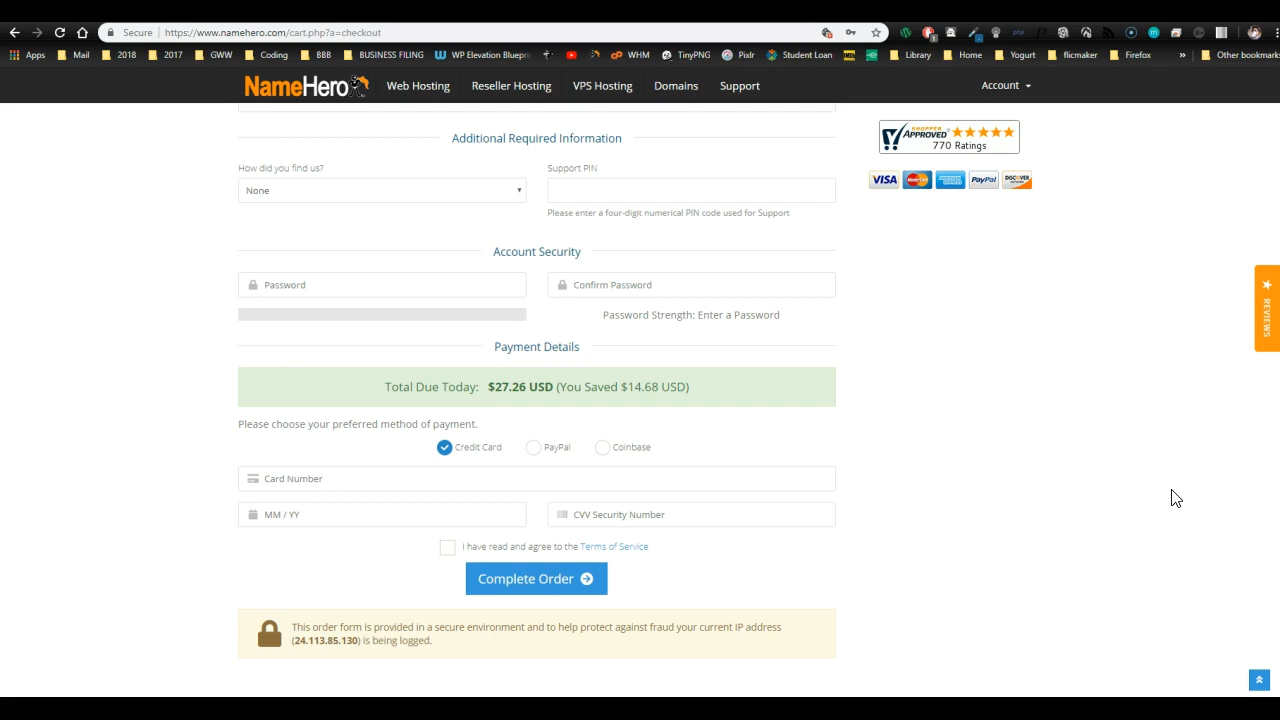 Secure https://www.namehero.com/cart.php?a=checkout
Apps Mail 2018 2017 GWW Coding BBB BUSINESS FILING WP Elevation Bluepr WHM TinyPNG Pixlr Student Loan Library Home Yogurt flicmaker Firefox » Other bookmarks
NameHero Web Hosting Reseller Hosting VPS Hosting Domains Support Account
Additional Required Information
SHOPPER APPROVED
770 Ratings
How did you find us? Support PIN
None
VISA MasterCard AMERICAN EXPRESS PayPal DISCOVER
Please enter a four-digit numerical PIN code used for Support
Account Security
Password Confirm Password
REVIEWS
Password Strength: Enter a Password
Payment Details
Total Due Today: $27.26 USD (You Saved $14.68 USD)
Please choose your preferred method of payment.
Credit Card PayPal Coinbase
Card Number
MM / YY CVV Security Number
I have read and agree to the Terms of Service
Complete Order
This order form is provided in a secure environment and to help protect against fraud your current IP address
(24.113.85.130) is being logged.